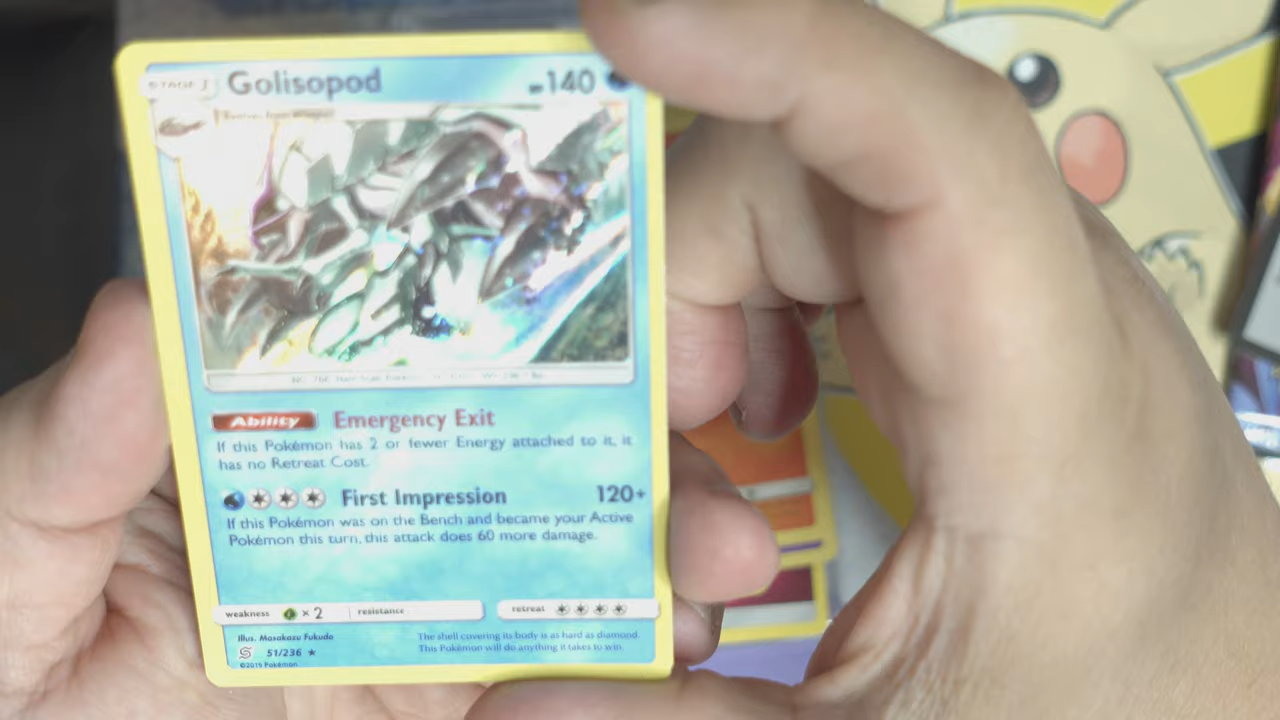 STAGE 1 Golisopod HP 140
Ability Emergency Exit
If this Pokémon has 2 or fewer Energy attached to it, it
has no Retreat Cost.
First Impression 120+
If this Pokémon was on the Bench and became your Active
Pokémon this turn, this attack does 60 more damage.
weakness ×2 resistance retreat
Illus. Masakazu Fukuda
51/236 ★
©2019 Pokémon
The shell covering its body is as hard as diamond.
This Pokémon will do anything it takes to win.